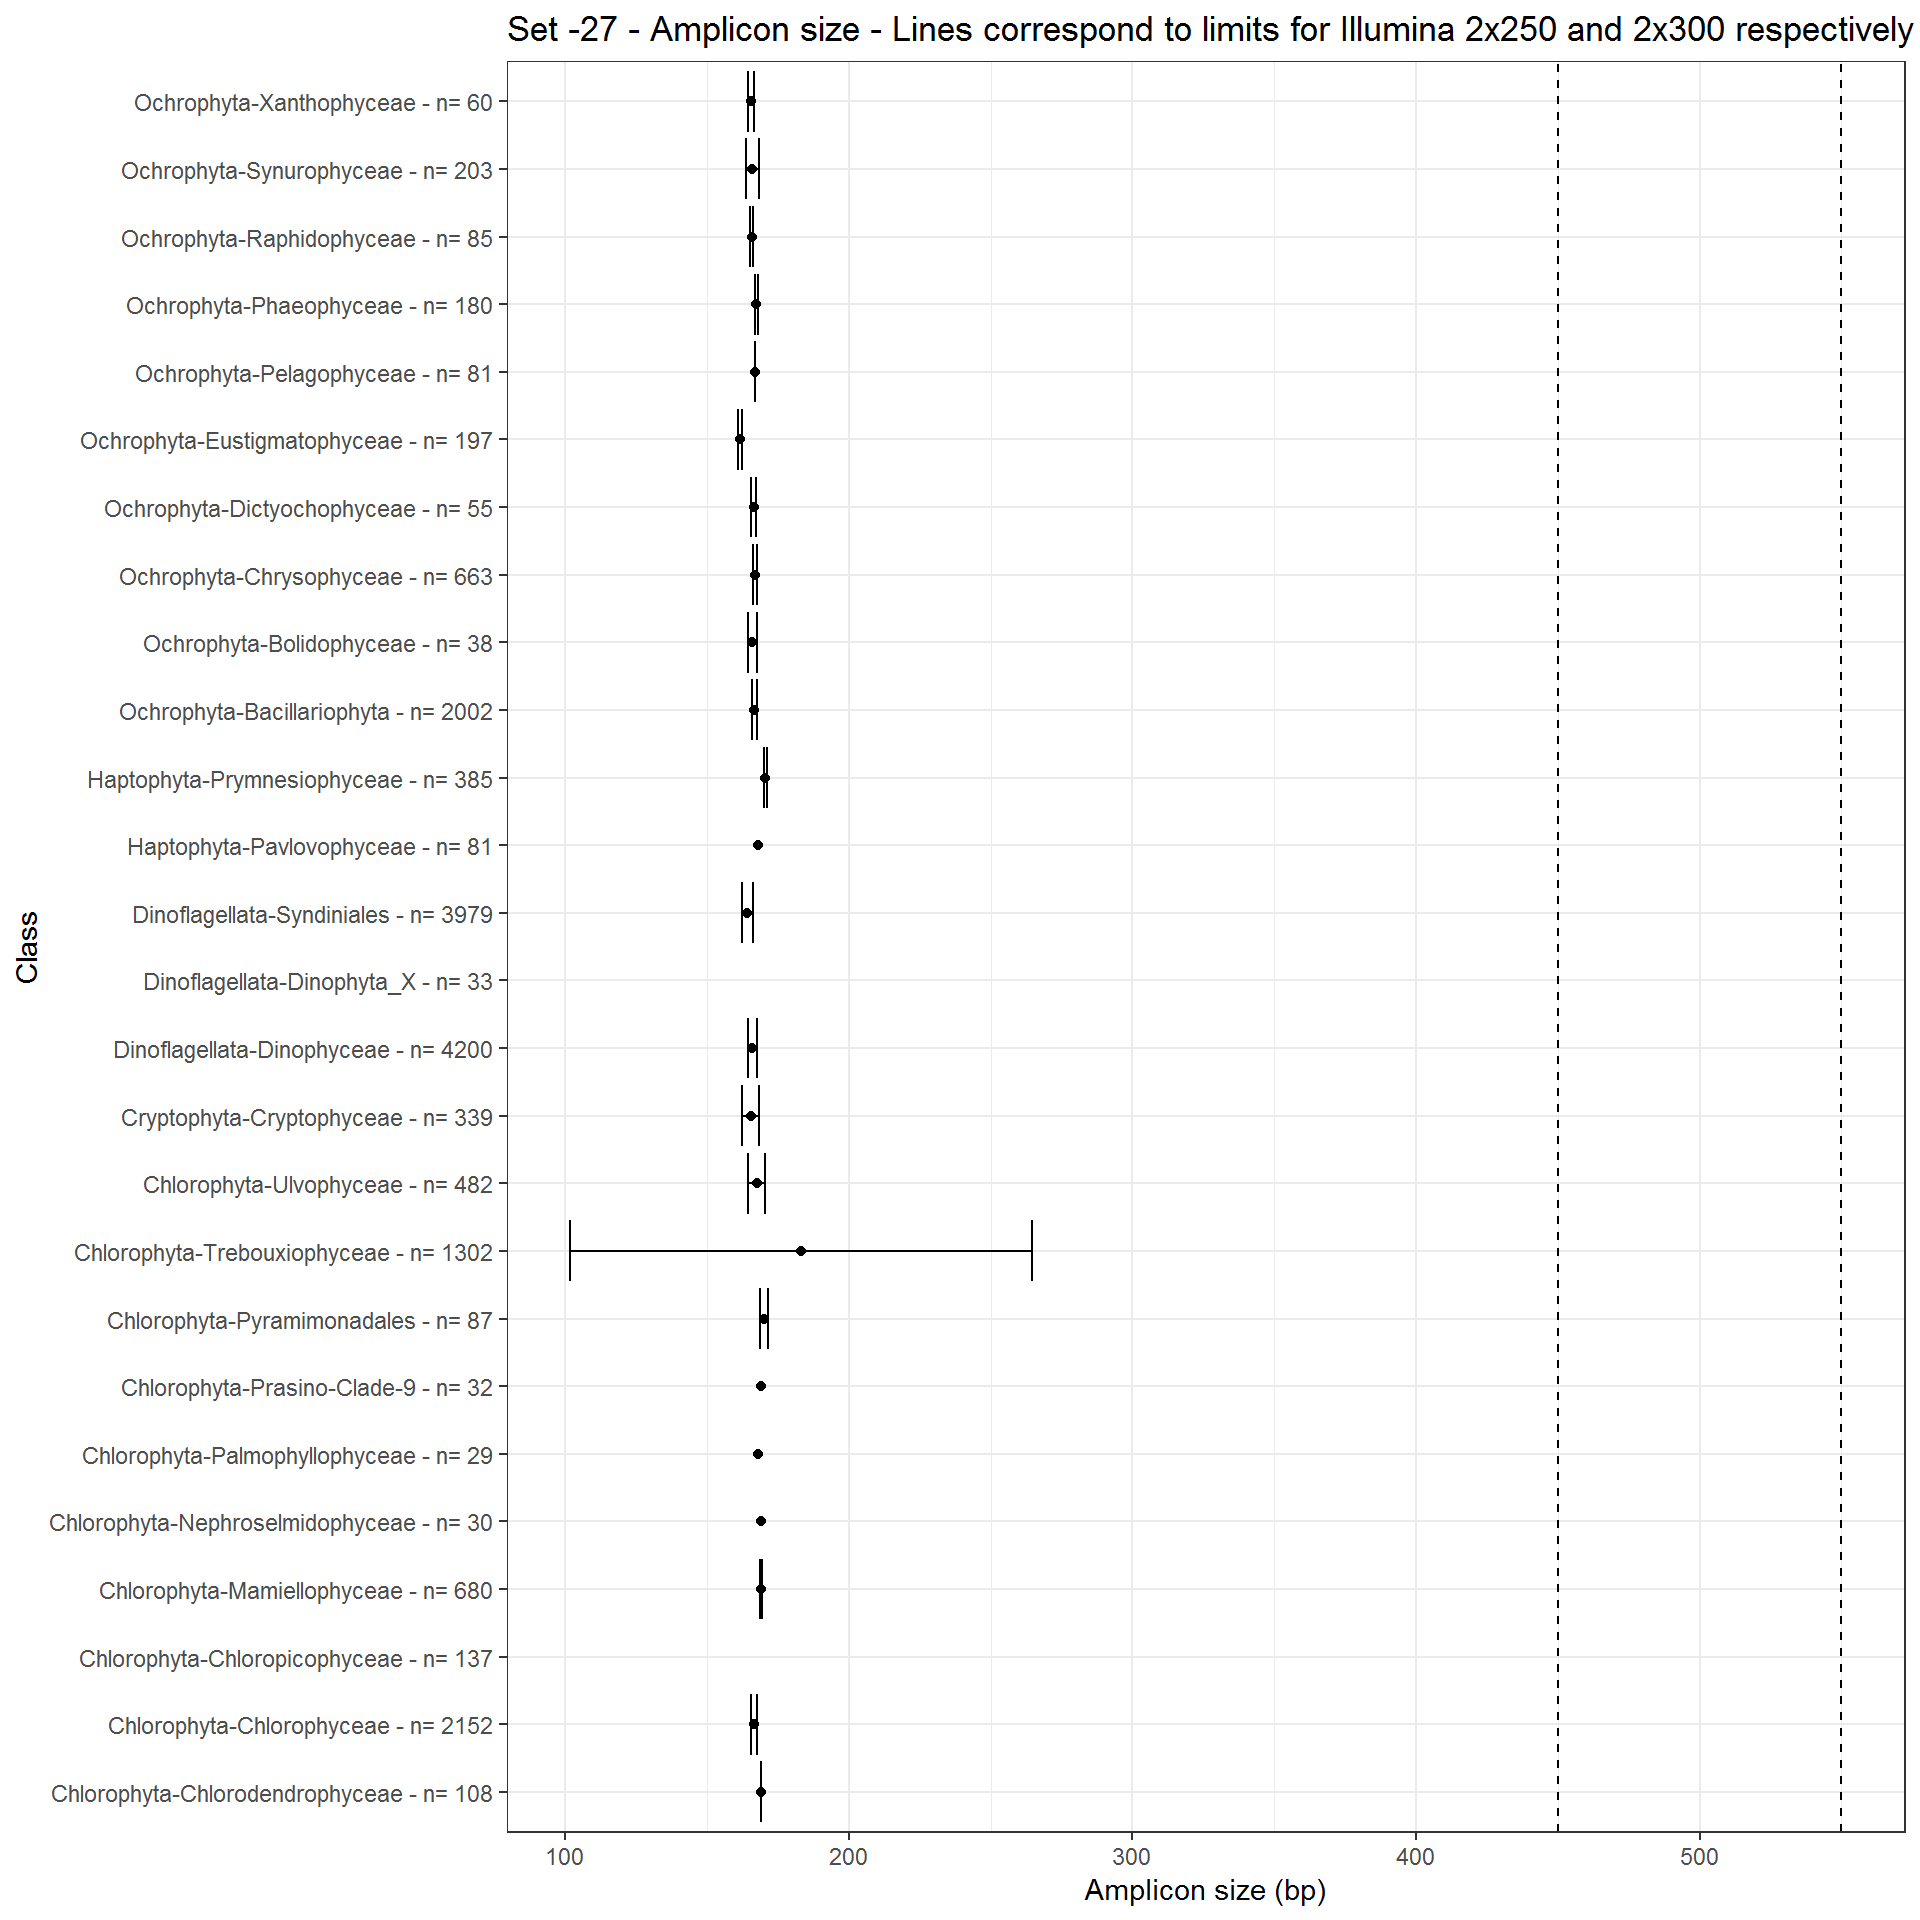 Set -27 - Amplicon size - Lines correspond to limits for Illumina 2x250 and 2x300 respectively
Class
Ochrophyta-Xanthophyceae - n= 60
Ochrophyta-Synurophyceae - n= 203
Ochrophyta-Raphidophyceae - n= 85
Ochrophyta-Phaeophyceae - n= 180
Ochrophyta-Pelagophyceae - n= 81
Ochrophyta-Eustigmatophyceae - n= 197
Ochrophyta-Dictyochophyceae - n= 55
Ochrophyta-Chrysophyceae - n= 663
Ochrophyta-Bolidophyceae - n= 38
Ochrophyta-Bacillariophyta - n= 2002
Haptophyta-Prymnesiophyceae - n= 385
Haptophyta-Pavlovophyceae - n= 81
Dinoflagellata-Syndiniales - n= 3979
Dinoflagellata-Dinophyta_X - n= 33
Dinoflagellata-Dinophyceae - n= 4200
Cryptophyta-Cryptophyceae - n= 339
Chlorophyta-Ulvophyceae - n= 482
Chlorophyta-Trebouxiophyceae - n= 1302
Chlorophyta-Pyramimonadales - n= 87
Chlorophyta-Prasino-Clade-9 - n= 32
Chlorophyta-Palmophyllophyceae - n= 29
Chlorophyta-Nephroselmidophyceae - n= 30
Chlorophyta-Mamiellophyceae - n= 680
Chlorophyta-Chloropicophyceae - n= 137
Chlorophyta-Chlorophyceae - n= 2152
Chlorophyta-Chlorodendrophyceae - n= 108
100 200 300 400 500
Amplicon size (bp)